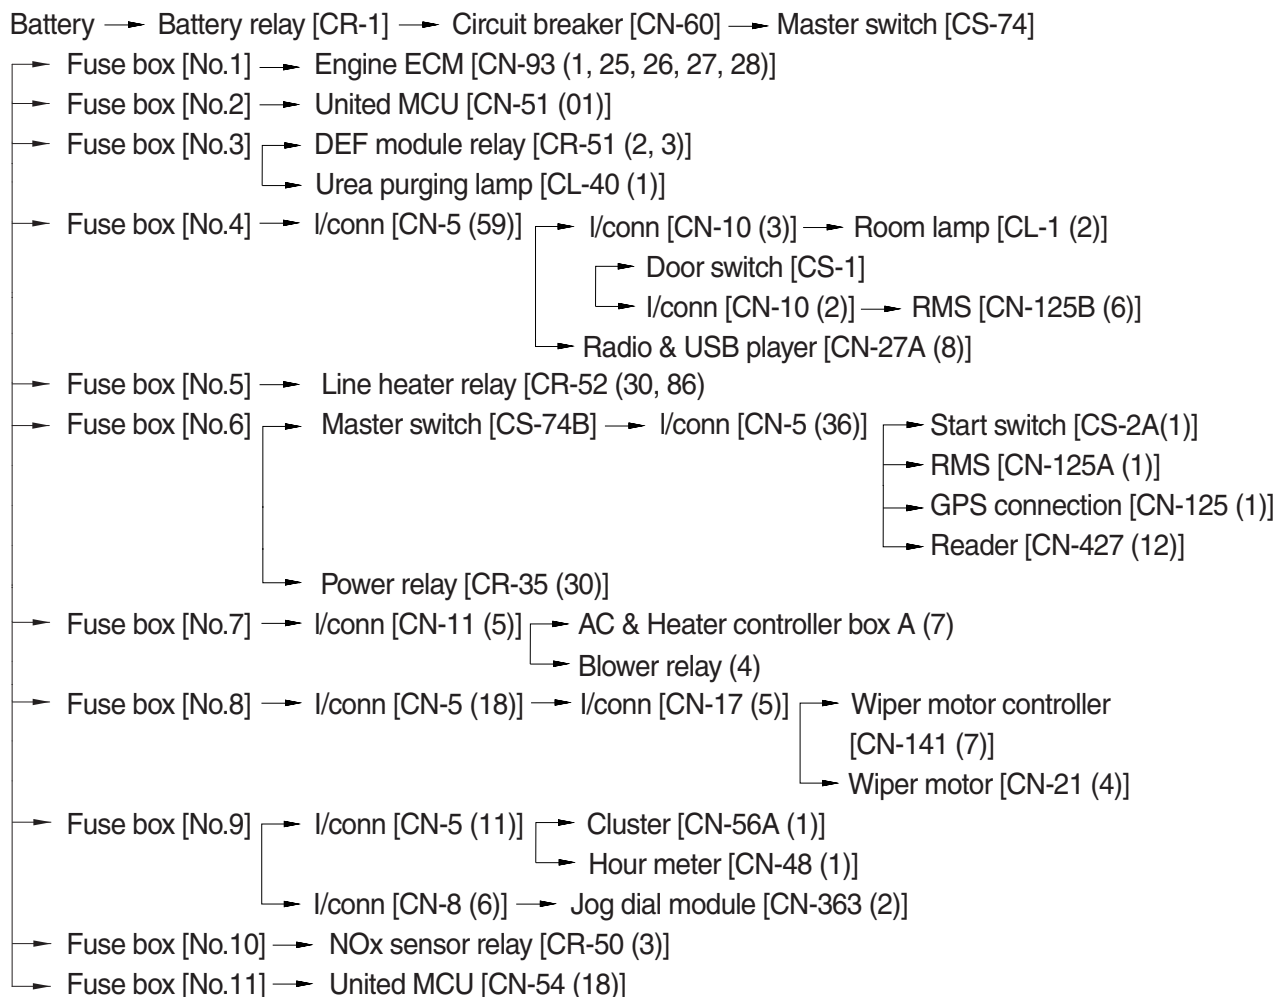 Battery → Battery relay [CR-1] → Circuit breaker [CN-60] → Master switch [CS-74]
Fuse box [No.1] → Engine ECM [CN-93 (1, 25, 26, 27, 28)]
Fuse box [No.2] → United MCU [CN-51 (01)]
Fuse box [No.3] → DEF module relay [CR-51 (2, 3)]
→ Urea purging lamp [CL-40 (1)]
Fuse box [No.4] → I/conn [CN-5 (59)] → I/conn [CN-10 (3)] → Room lamp [CL-1 (2)]
→ Door switch [CS-1]
→ I/conn [CN-10 (2)] → RMS [CN-125B (6)]
→ Radio & USB player [CN-27A (8)]
Fuse box [No.5] → Line heater relay [CR-52 (30, 86)
Fuse box [No.6] → Master switch [CS-74B] → I/conn [CN-5 (36)] → Start switch [CS-2A(1)]
→ RMS [CN-125A (1)]
→ GPS connection [CN-125 (1)]
→ Reader [CN-427 (12)]
→ Power relay [CR-35 (30)]
Fuse box [No.7] → I/conn [CN-11 (5)] → AC & Heater controller box A (7)
→ Blower relay (4)
Fuse box [No.8] → I/conn [CN-5 (18)] → I/conn [CN-17 (5)] → Wiper motor controller
[CN-141 (7)]
→ Wiper motor [CN-21 (4)]
Fuse box [No.9] → I/conn [CN-5 (11)] → Cluster [CN-56A (1)]
→ Hour meter [CN-48 (1)]
→ I/conn [CN-8 (6)] → Jog dial module [CN-363 (2)]
Fuse box [No.10] → NOx sensor relay [CR-50 (3)]
Fuse box [No.11] → United MCU [CN-54 (18)]